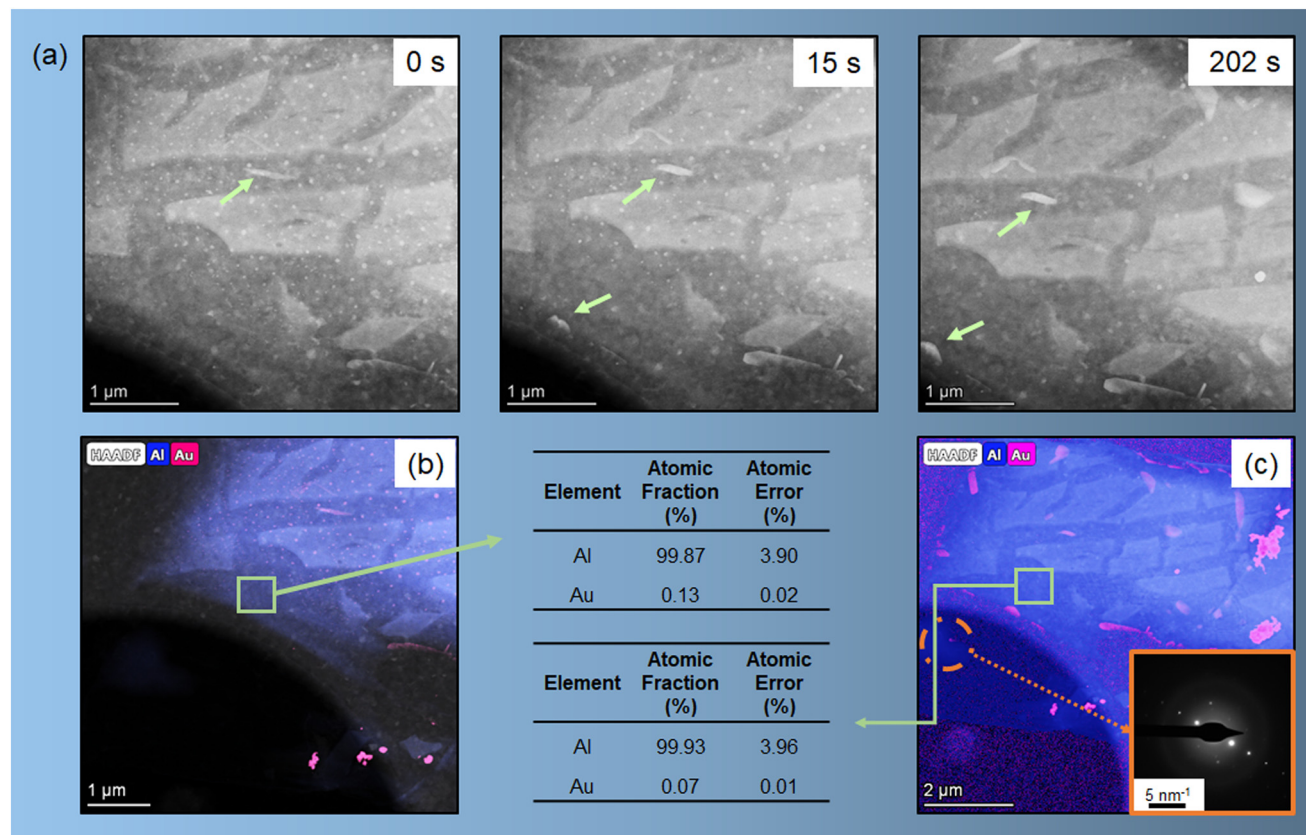 (a)
0 s
15 s
202 s
1 µm
1 µm
1 µm
HAADF Al Au
(b)
1 µm
Element Atomic Fraction (%) Atomic Error (%)
Al 99.87 3.90
Au 0.13 0.02
Element Atomic Fraction (%) Atomic Error (%)
Al 99.93 3.96
Au 0.07 0.01
HAADF Al Au
(c)
2 µm
5 nm⁻¹